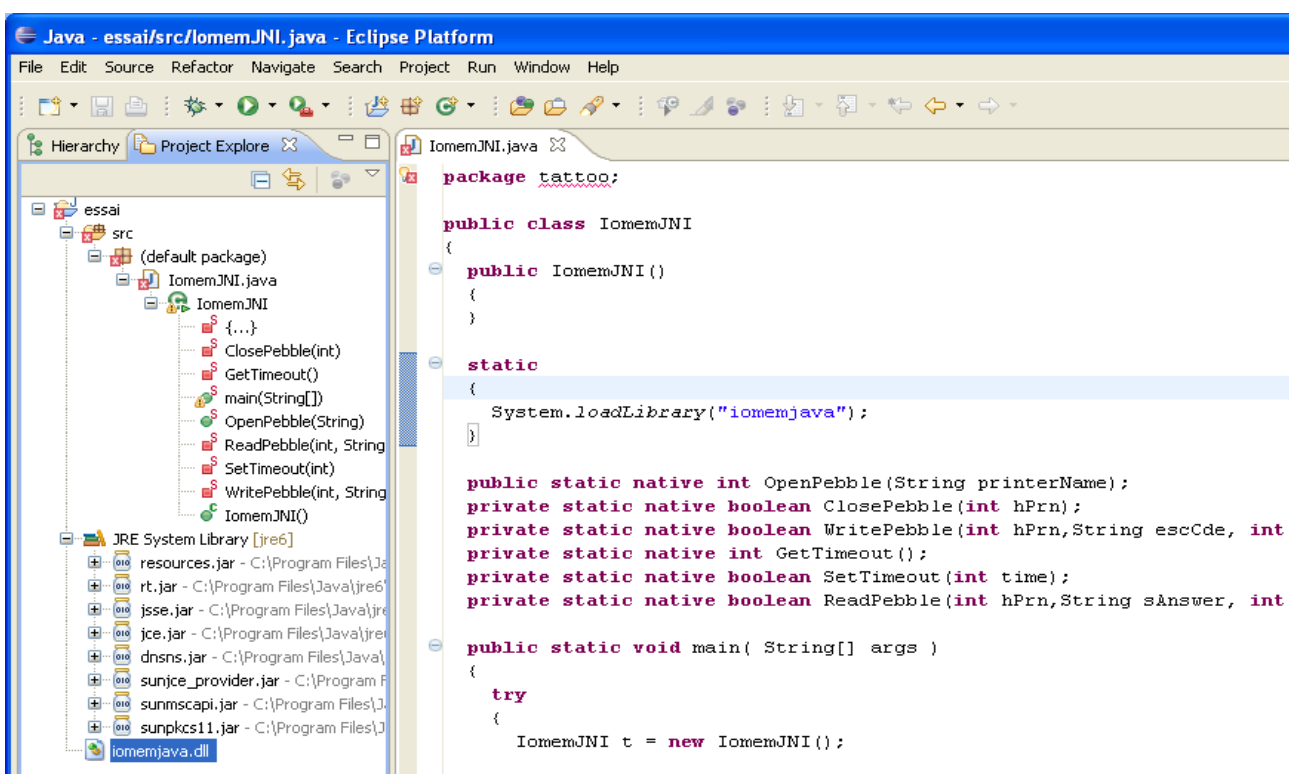 Java - essai/src/IomemJNI.java - Eclipse Platform
File Edit Source Refactor Navigate Search Project Run Window Help
Hierarchy Project Explore
essai
src
(default package)
IomemJNI.java
IomemJNI
{...}
ClosePebble(int)
GetTimeout()
main(String[])
OpenPebble(String)
ReadPebble(int, String
SetTimeout(int)
WritePebble(int, String
IomemJNI()
JRE System Library [jre6]
resources.jar - C:\Program Files\Ja
rt.jar - C:\Program Files\Java\jre6\
jsse.jar - C:\Program Files\Java\jre
jce.jar - C:\Program Files\Java\jre
dnsns.jar - C:\Program Files\Java\
sunjce_provider.jar - C:\Program F
sunmscapi.jar - C:\Program Files\J
sunpkcs11.jar - C:\Program Files\J
iomemjava.dll
IomemJNI.java
package tattoo;
public class IomemJNI
{
public IomemJNI()
{
}
static
{
System.loadLibrary("iomemjava");
}
public static native int OpenPebble(String printerName);
private static native boolean ClosePebble(int hPrn);
private static native boolean WritePebble(int hPrn,String escCde, int
private static native int GetTimeout();
private static native boolean SetTimeout(int time);
private static native boolean ReadPebble(int hPrn,String sAnswer, int
public static void main( String[] args )
{
try
{
IomemJNI t = new IomemJNI();